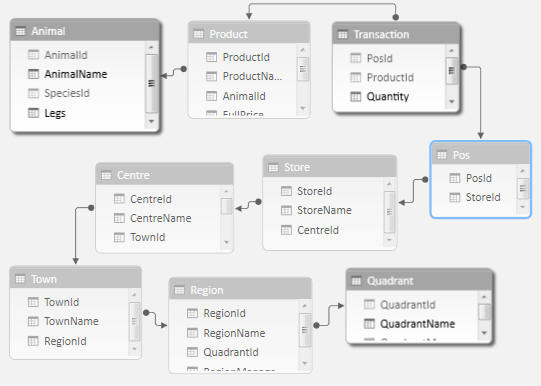 Animal
AnimalId
AnimalName
SpeciesId
Legs
Product
ProductId
ProductNa...
AnimalId
FullPrice
Transaction
PosId
ProductId
Quantity
Pos
PosId
StoreId
Store
StoreId
StoreName
CentreId
Centre
CentreId
CentreName
TownId
Town
TownId
TownName
RegionId
Region
RegionId
RegionName
QuadrantId
Quadrant
QuadrantId
QuadrantName